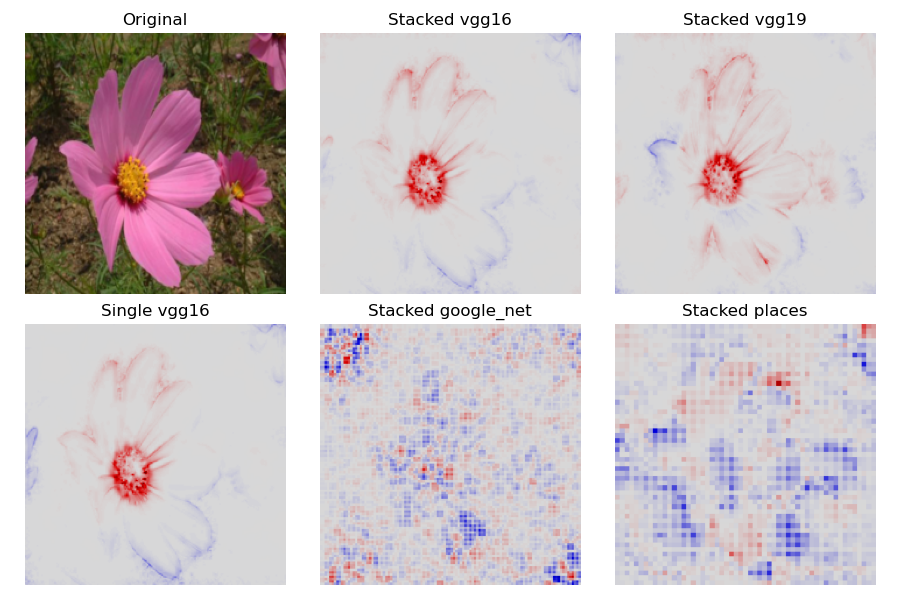 Original
Stacked vgg16
Stacked vgg19
Single vgg16
Stacked google_net
Stacked places